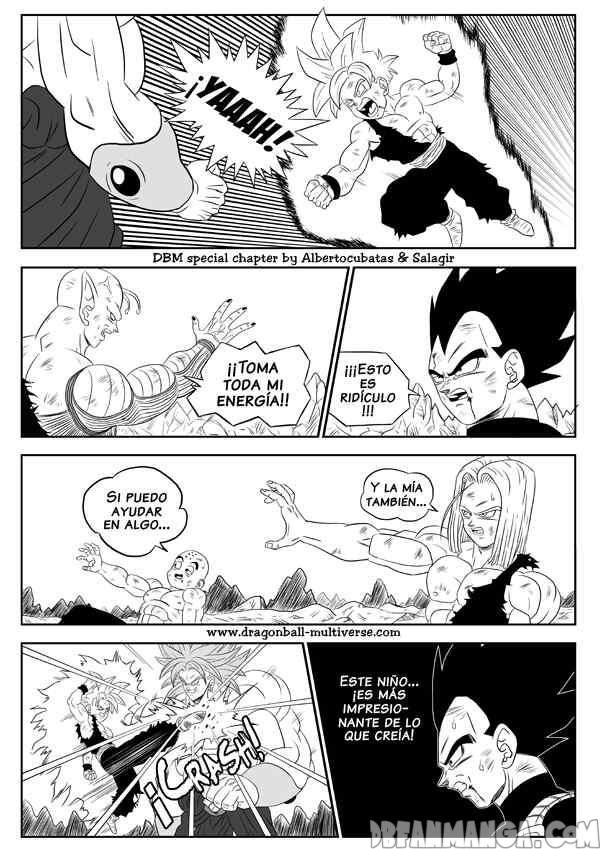 ¡YAAAH!
DBM special chapter by Albertocubatas & Salagir
¡¡TOMA
TODA MI
ENERGÍA!!
¡¡¡ESTO
ES
RIDÍCULO
!!!
SI PUEDO
AYUDAR
EN ALGO...
Y LA MÍA
TAMBIÉN...
www.dragonball-multiverse.com
¡CRASH!
ESTE NIÑO...
¡ES MÁS
IMPRESIO-
NANTE DE LO
QUE CREÍA!
DBFANMANGA.COM